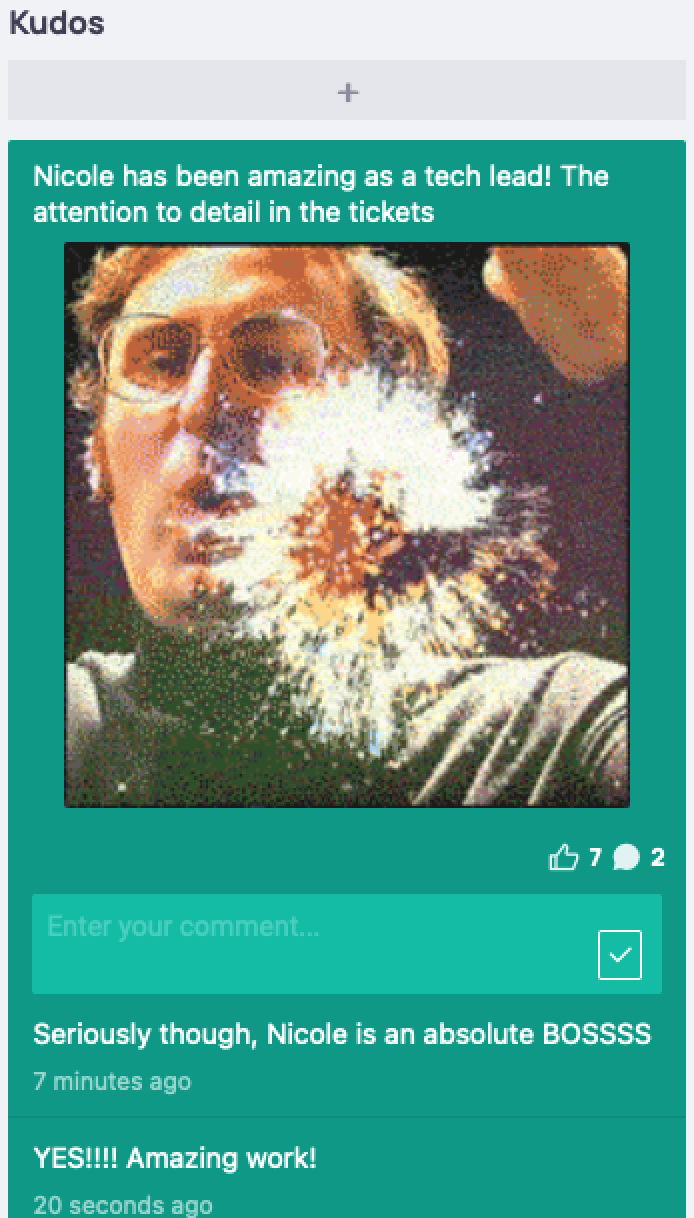 Kudos
+
Nicole has been amazing as a tech lead! The
attention to detail in the tickets
7 2
Enter your comment...
Seriously though, Nicole is an absolute BOSSSS
7 minutes ago
YES!!!! Amazing work!
20 seconds ago